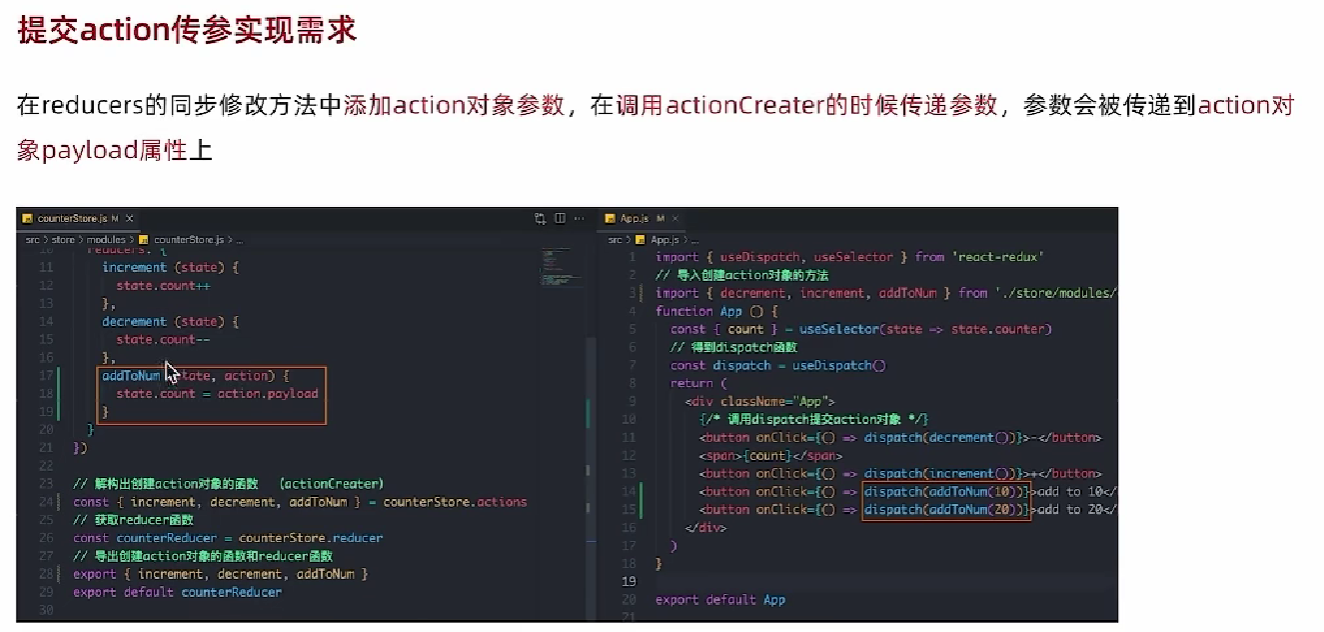 提交action传参实现需求
在reducers的同步修改方法中添加action对象参数，在调用actionCreater的时候传递参数，参数会被传递到action对
象payload属性上
counterStore.js M ×
src > store > modules > counterStore.js > ...
10 reducers: {
11 increment (state) {
12 state.count++
13 },
14 decrement (state) {
15 state.count--
16 },
17 addToNum (state, action) {
18 state.count = action.payload
19 }
20 }
21 })
22
23 // 解构出创建action对象的函数 （actionCreater）
24 const { increment, decrement, addToNum } = counterStore.actions
25 // 获取reducer函数
26 const counterReducer = counterStore.reducer
27 // 导出创建action对象的函数和reducer函数
28 export { increment, decrement, addToNum }
29 export default counterReducer
30
App.js M ×
src > App.js > ...
1 import { useDispatch, useSelector } from 'react-redux'
2 // 导入创建action对象的方法
3 import { decrement, increment, addToNum } from './store/modules/
4 function App () {
5 const { count } = useSelector(state => state.counter)
6 // 得到dispatch函数
7 const dispatch = useDispatch()
8 return (
9 <div className="App">
10 {/* 调用dispatch提交action对象 */}
11 <button onClick={() => dispatch(decrement())}>-</button>
12 <span>{count}</span>
13 <button onClick={() => dispatch(increment())}>+</button>
14 <button onClick={() => dispatch(addToNum(10))}>add to 10</
15 <button onClick={() => dispatch(addToNum(20))}>add to 20</
16 </div>
17 )
18 }
19
20 export default App
21